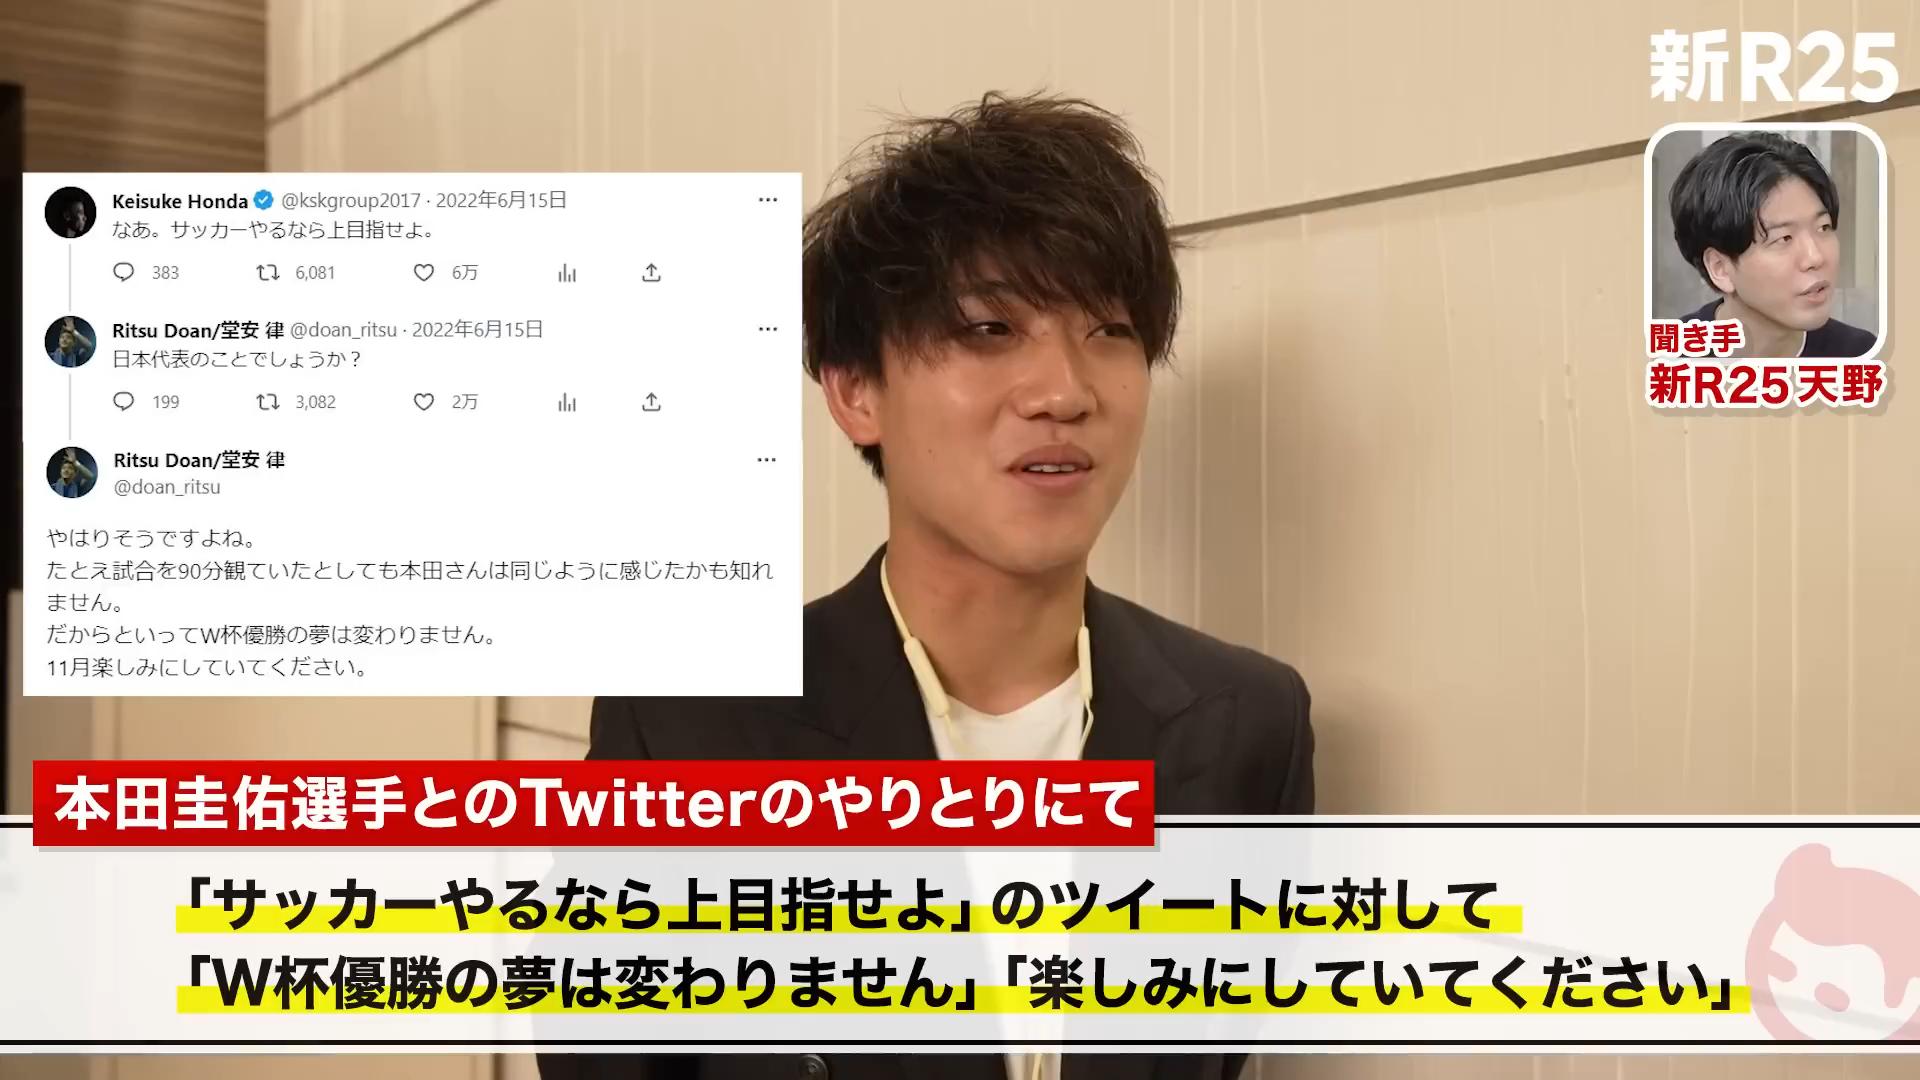 新R25
聞き手
新R25天野
Keisuke Honda @kskgroup2017 · 2022年6月15日
なあ。サッカーやるなら上目指せよ。
383 6,081 6万
Ritsu Doan/堂安 律 @doan_ritsu · 2022年6月15日
日本代表のことでしょうか？
199 3,082 2万
Ritsu Doan/堂安 律
@doan_ritsu
やはりそうですよね。
たとえ試合を90分観ていたとしても本田さんは同じように感じたかも知れ
ません。
だからといってW杯優勝の夢は変わりません。
11月楽しみにしていてください。
本田圭佑選手とのTwitterのやりとりにて
「サッカーやるなら上目指せよ」のツイートに対して
「W杯優勝の夢は変わりません」「楽しみにしていてください」